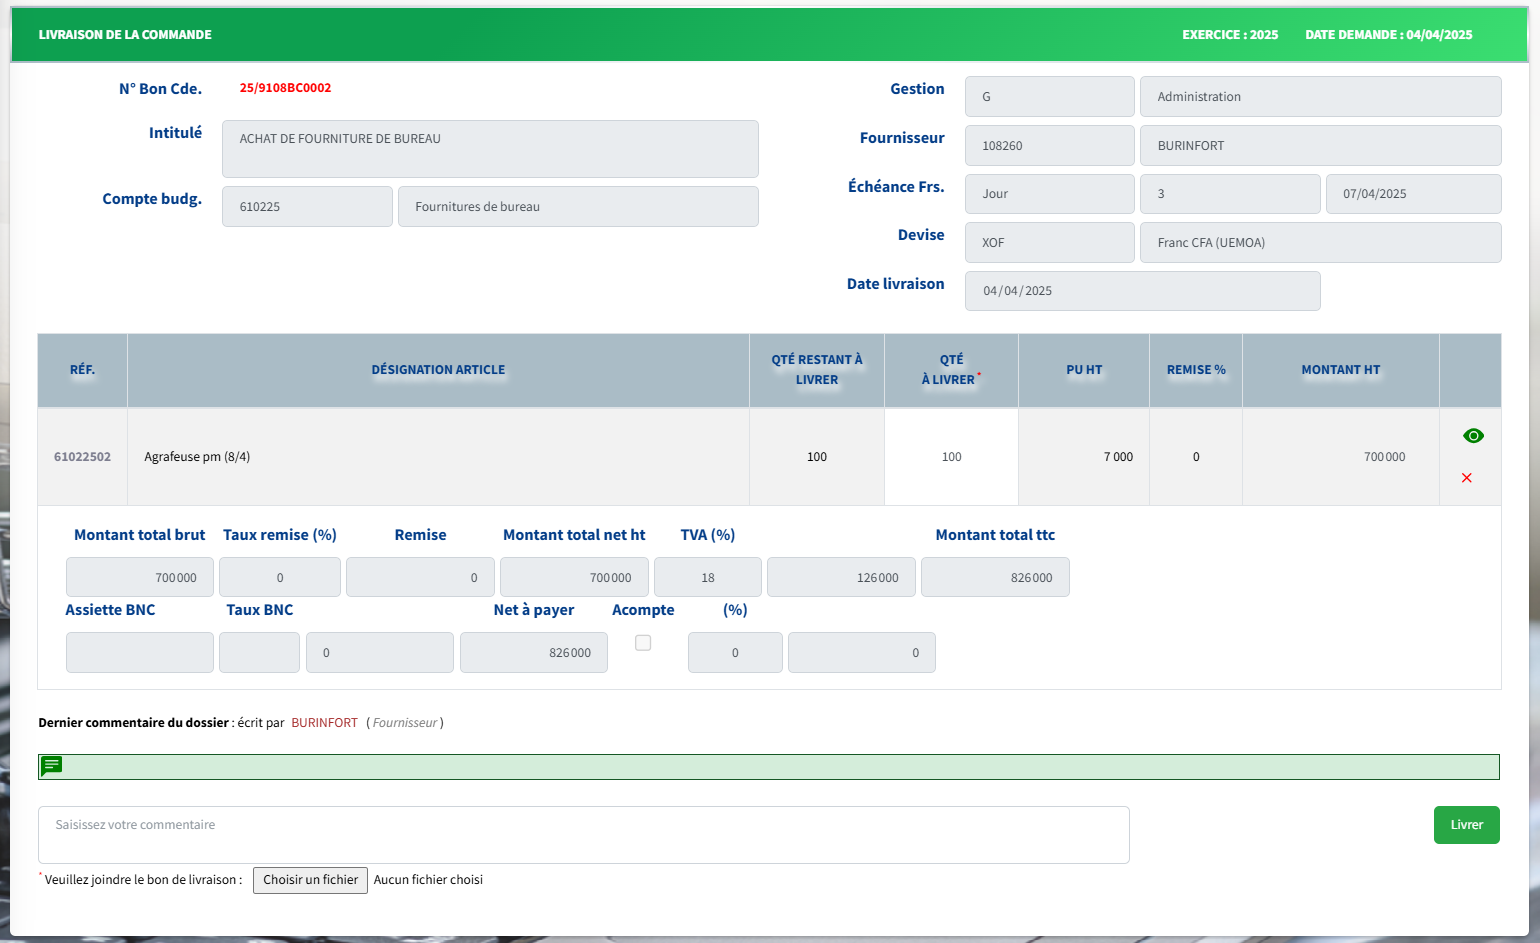 LIVRAISON DE LA COMMANDE
EXERCICE : 2025 DATE DEMANDE : 04/04/2025
N° Bon Cde. 25/9108BC0002
Intitulé ACHAT DE FOURNITURE DE BUREAU
Compte budg. 610225 Fournitures de bureau
Gestion G Administration
Fournisseur 108260 BURINFORT
Échéance Frs. Jour 3 07/04/2025
Devise XOF Franc CFA (UEMOA)
Date livraison 04/04/2025
RÉF. DÉSIGNATION ARTICLE QTÉ RESTANT À LIVRER QTÉ À LIVRER * PU HT REMISE % MONTANT HT
61022502 Agrafeuse pm (8/4) 100 100 7 000 0 700 000
Montant total brut Taux remise (%) Remise Montant total net ht TVA (%) Montant total ttc
700 000 0 0 700 000 18 126 000 826 000
Assiette BNC Taux BNC Net à payer Acompte (%)
0 826 000 0 0
Dernier commentaire du dossier : écrit par BURINFORT ( Fournisseur )
Saisissez votre commentaire
Livrer
* Veuillez joindre le bon de livraison : Choisir un fichier Aucun fichier choisi